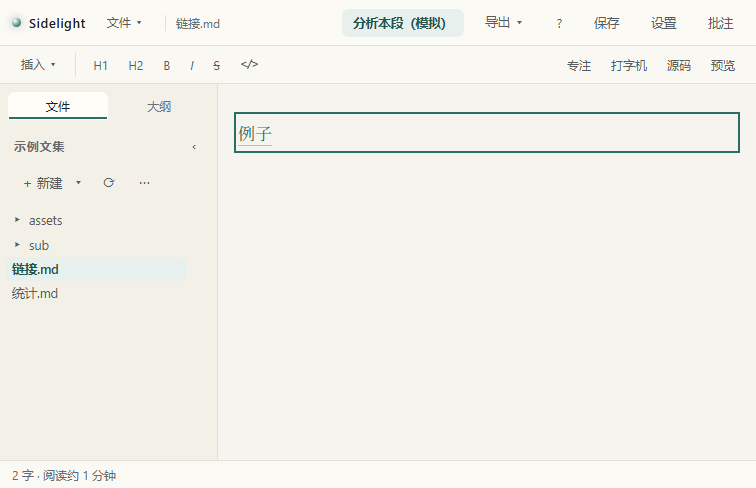 Sidelight 文件 ▾ 链接.md 分析本段（模拟） 导出 ▾ ? 保存 设置 批注
插入 ▾ H1 H2 B I S </> 专注 打字机 源码 预览
文件 大纲
示例文集 ‹
+ 新建 ▾ ⟳ ···
▸ assets
▸ sub
链接.md
统计.md
例子
2 字 · 阅读约 1 分钟